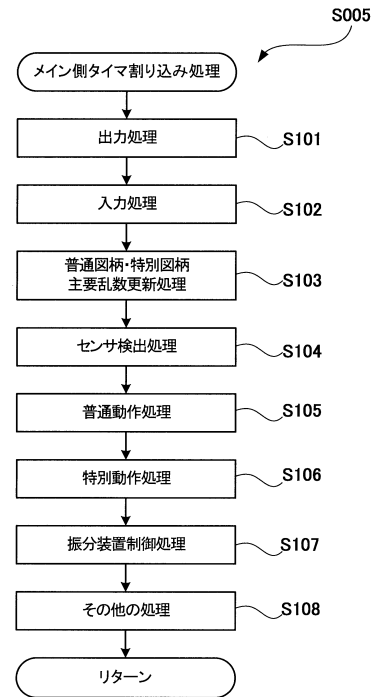 S005
メイン側タイマ割り込み処理
出力処理
S101
入力処理
S102
普通図柄・特別図柄
主要乱数更新処理
S103
センサ検出処理
S104
普通動作処理
S105
特別動作処理
S106
振分装置制御処理
S107
その他の処理
S108
リターン